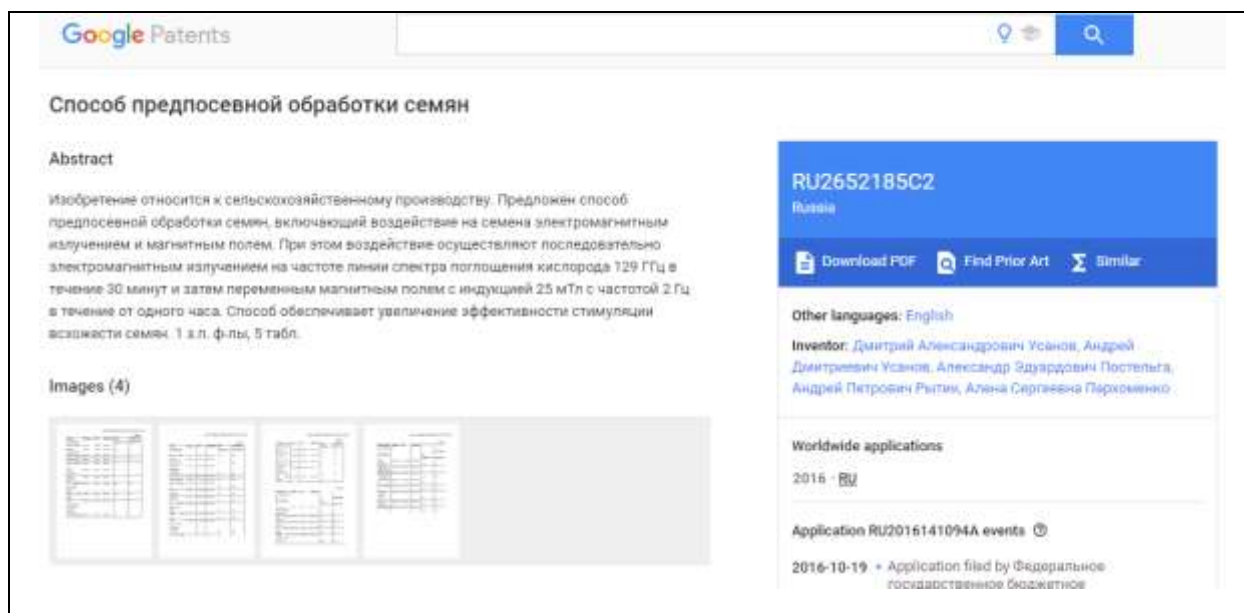 Google Patents
Способ предпосевной обработки семян
Abstract
Изобретение относится к сельскохозяйственному производству. Предложен способ
предпосевной обработки семян, включающий воздействие на семена электромагнитным
излучением и магнитным полем. При этом воздействие осуществляют последовательно
электромагнитным излучением на частоте линии спектра поглощения кислорода 129 ГГц в
течение 30 минут и затем переменным магнитным полем с индукцией 25 мТл с частотой 2 Гц
в течение от одного часа. Способ обеспечивает увеличение эффективности стимуляции
всхожести семян. 1 з.п. ф-лы, 5 табл.
Images (4)
RU2652185C2
Russia
Download PDF Find Prior Art Similar
Other languages: English
Inventor: Дмитрий Александрович Усанов, Андрей
Дмитриевич Усанов, Александр Эдуардович Постельга,
Андрей Петрович Рытик, Алена Сергеевна Пархоменко
Worldwide applications
2016 · RU
Application RU2016141094A events
2016-10-19 • Application filed by Федеральное
государственное бюджетное